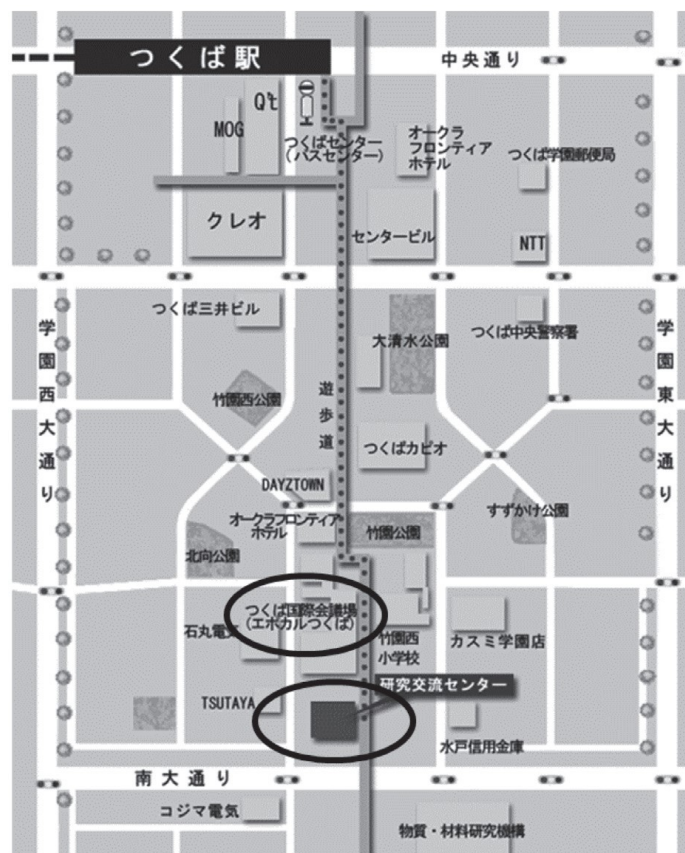 つくば駅
中央通り
Q't
MOG
つくばセンター
(バスセンター)
オークラ
フロンティア
ホテル
つくば学園郵便局
クレオ
センタービル
NTT
つくば三井ビル
大清水公園
つくば中央警察署
学園西大通り
遊歩道
学園東大通り
竹園西公園
つくばカピオ
DAYZTOWN
すずかけ公園
オークラフロンティア
ホテル
竹園公園
北向公園
つくば国際会議場
(エポカルつくば)
石丸電気
竹園西
小学校
カスミ学園店
研究交流センター
TSUTAYA
水戸信用金庫
南大通り
コジマ電気
物質・材料研究機構